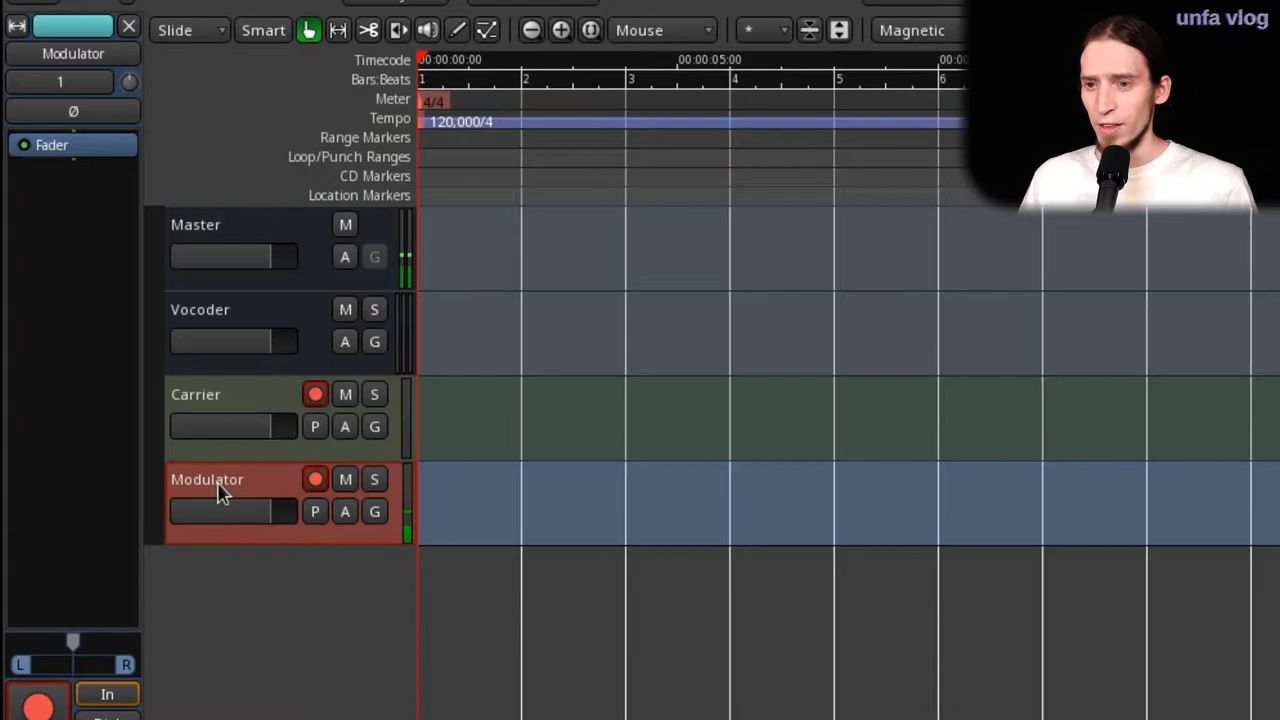 unfa vlog
Slide
Smart
Mouse
*
Magnetic
Modulator
1
Ø
Fader
Timecode
00:00:00:00
00:00:05:00
Bars:Beats
1
2
3
4
5
6
Meter
4/4
Tempo
120,000/4
Range Markers
Loop/Punch Ranges
CD Markers
Location Markers
Master
M
A G
Vocoder
M S
A G
Carrier
M S
P A G
Modulator
M S
P A G
L R
In